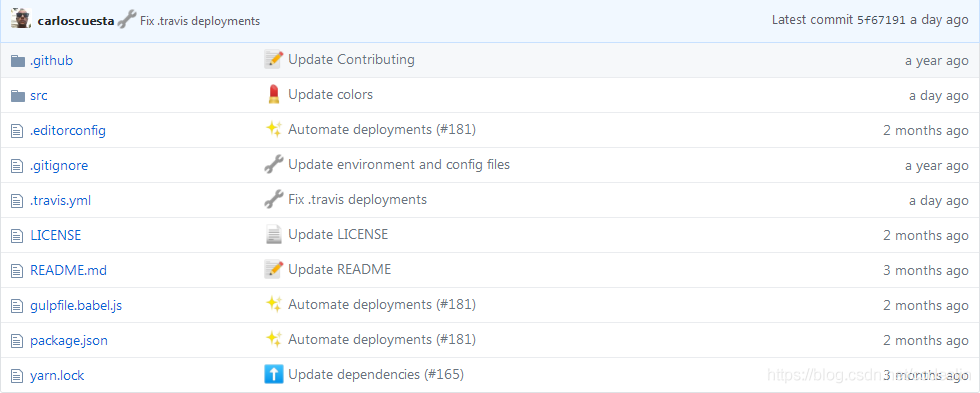 carloscuesta Fix .travis deployments Latest commit 5f67191 a day ago
.github Update Contributing a year ago
src Update colors a day ago
.editorconfig Automate deployments (#181) 2 months ago
.gitignore Update environment and config files a year ago
.travis.yml Fix .travis deployments a day ago
LICENSE Update LICENSE 2 months ago
README.md Update README 3 months ago
gulpfile.babel.js Automate deployments (#181) 2 months ago
package.json Automate deployments (#181) 2 months ago
yarn.lock Update dependencies (#165) 3 months ago